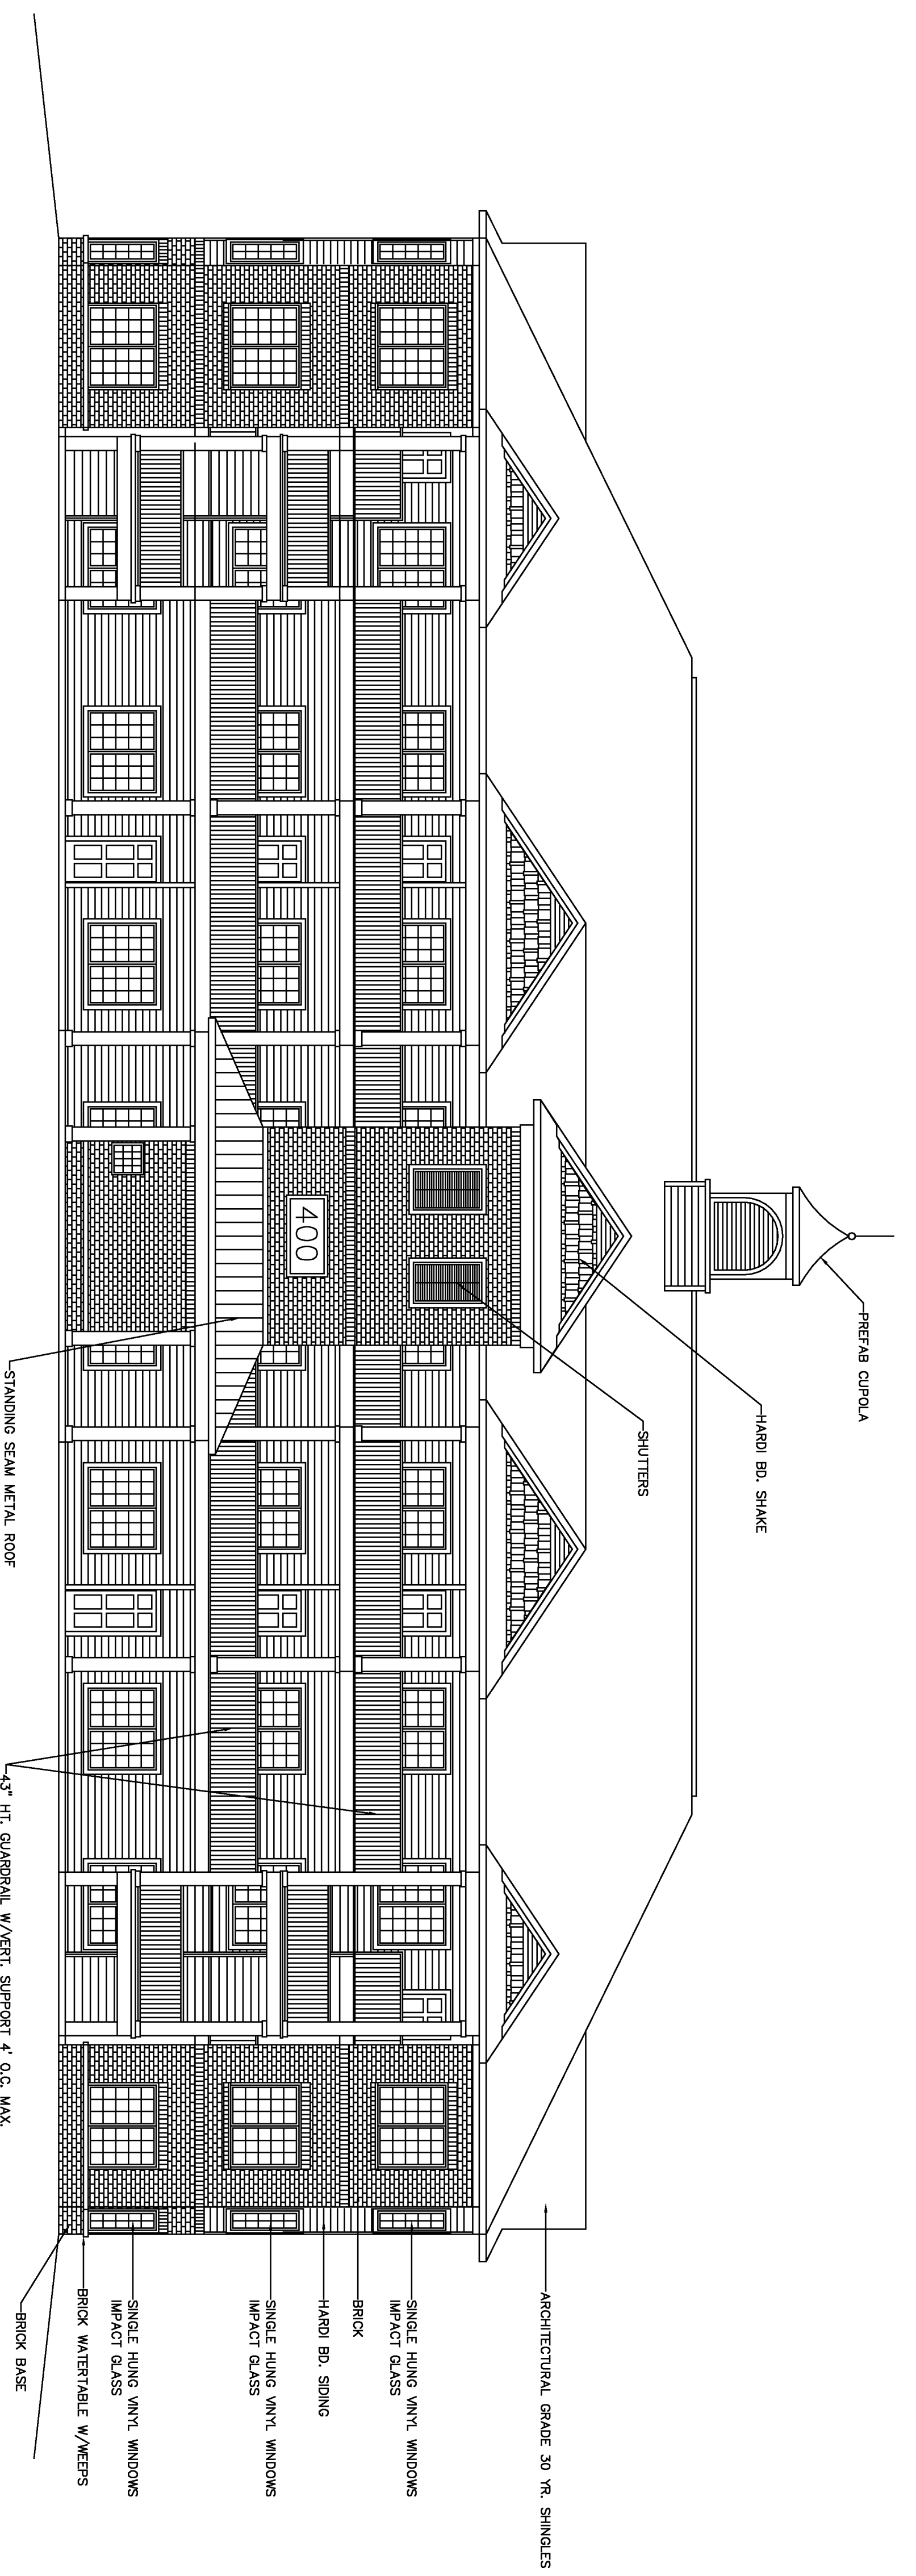 PREFAB CUPOLA
HARDI BD. SHAKE
SHUTTERS
ARCHITECTURAL GRADE 30 YR. SHINGLES
SINGLE HUNG VINYL WINDOWS
IMPACT GLASS
BRICK
HARDI BD. SIDING
SINGLE HUNG VINYL WINDOWS
IMPACT GLASS
SINGLE HUNG VINYL WINDOWS
IMPACT GLASS
BRICK WATERTABLE W/WEEPS
BRICK BASE
400
STANDING SEAM METAL ROOF
43" HT. GUARDRAIL W/VERT. SUPPORT 4' O.C. MAX.